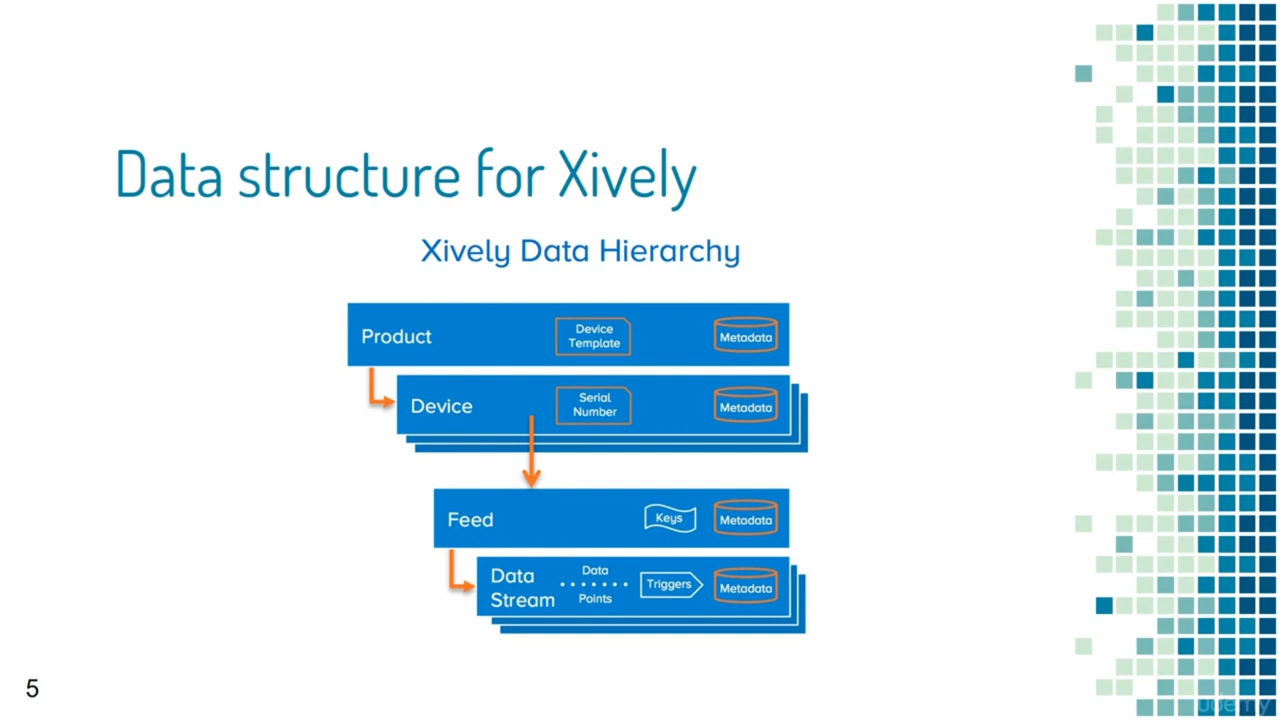 Data structure for Xively
Xively Data Hierarchy
Product
Device
Template
Metadata
Device
Serial
Number
Metadata
Feed
Keys
Metadata
Data
Stream
Data
Points
Triggers
Metadata
5
udemy